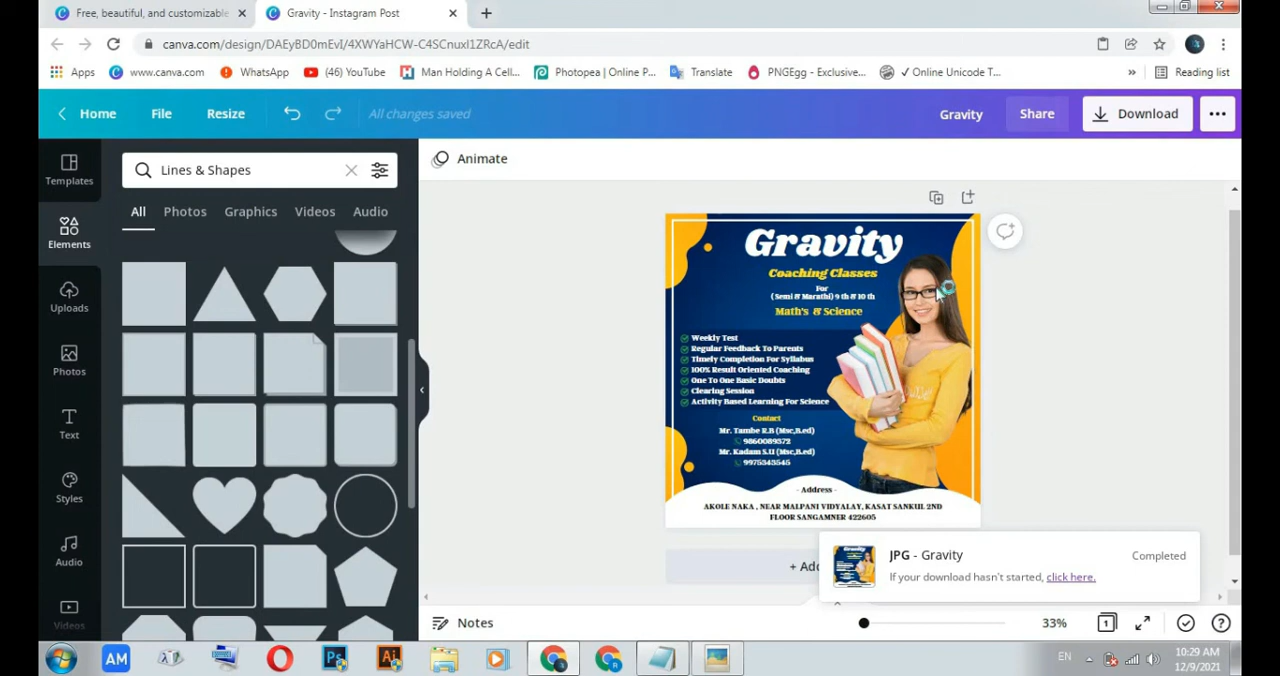 Free, beautiful, and customizable
Gravity - Instagram Post
canva.com/design/DAEyBD0mEvI/4XWYaHCW-C4SCnuxl1ZRcA/edit
Apps
www.canva.com
WhatsApp
(46) YouTube
Man Holding A Cell...
Photopea | Online P...
Translate
PNGEgg - Exclusive...
✓ Online Unicode T...
»
Reading list
Home
File
Resize
All changes saved
Gravity
Share
Download
Templates
Elements
Uploads
Photos
Text
Styles
Audio
Videos
Lines & Shapes
All
Photos
Graphics
Videos
Audio
Animate
Gravity
Coaching Classes
For
(Semi & Marathi) 9 th & 10 th
Math's & Science
Weekly Test
Regular Feedback To Parents
Timely Completion For Syllabus
100% Result Oriented Coaching
One To One Basic Doubts
Clearing Session
Activity Based Learning For Science
Contact
Mr. Tambe R.B (Msc,B.ed)
9860089572
Mr. Kadam S.U (Msc,B.ed)
9975343545
- Address -
AKOLE NAKA , NEAR MALPANI VIDYALAY, KASAT SANKUL 2ND
FLOOR SANGAMNER 422605
+ Add
JPG - Gravity
Completed
If your download hasn't started, click here.
Notes
33%
1
AM
Ps
Ai
EN
10:29 AM
12/9/2021